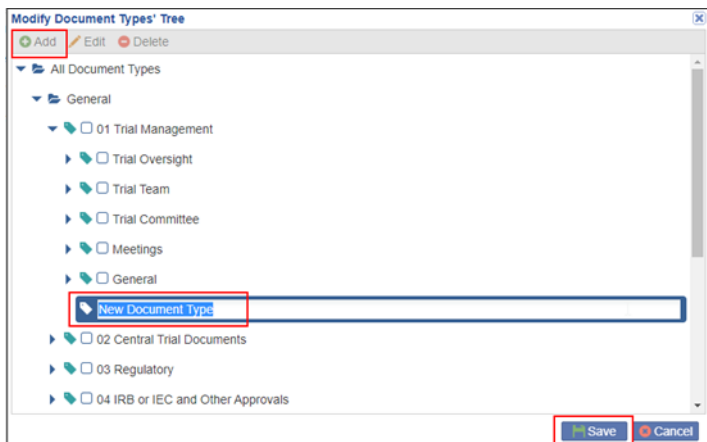 Modify Document Types' Tree
Add Edit Delete
All Document Types
General
01 Trial Management
Trial Oversight
Trial Team
Trial Committee
Meetings
General
New Document Type
02 Central Trial Documents
03 Regulatory
04 IRB or IEC and Other Approvals
Save Cancel